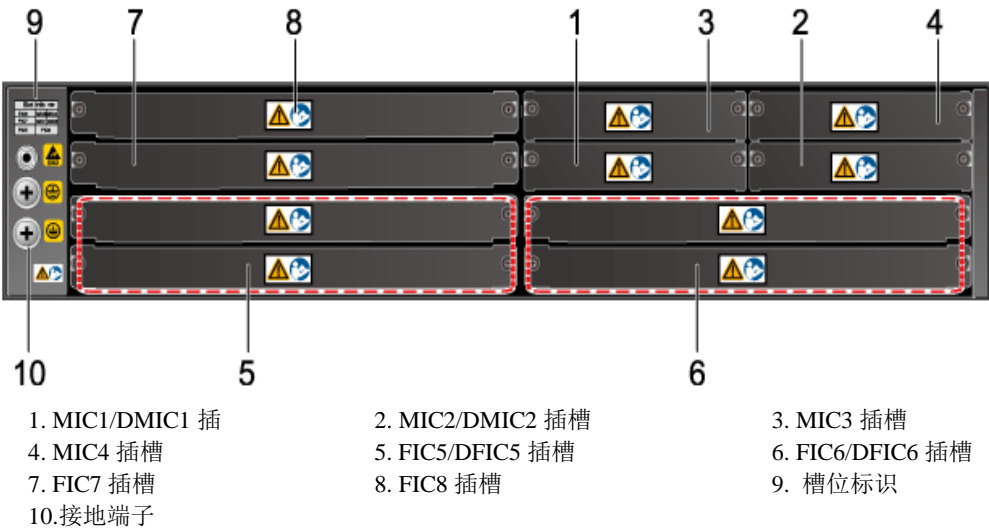 9 7 8 1 3 2 4
10 5 6
1. MIC1/DMIC1 插 2. MIC2/DMIC2 插槽 3. MIC3 插槽
4. MIC4 插槽 5. FIC5/DFIC5 插槽 6. FIC6/DFIC6 插槽
7. FIC7 插槽 8. FIC8 插槽 9. 槽位标识
10.接地端子